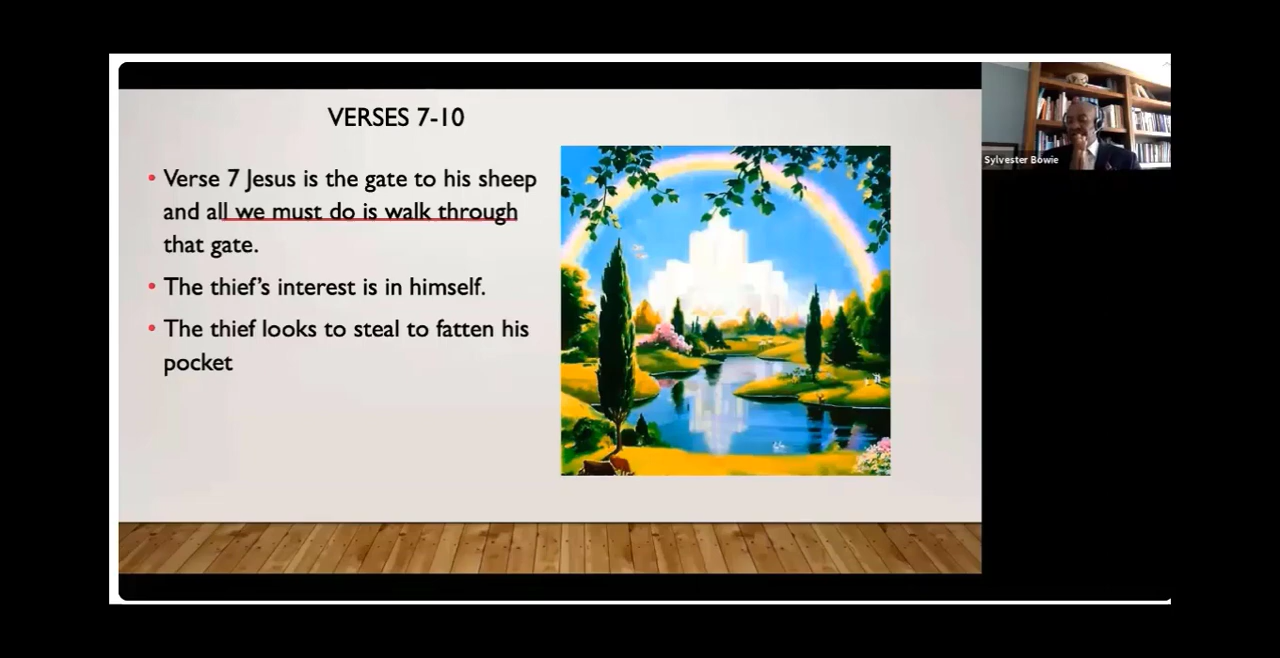 VERSES 7-10
• Verse 7 Jesus is the gate to his sheep
and all we must do is walk through
that gate.
• The thief's interest is in himself.
• The thief looks to steal to fatten his
pocket
Sylvester Bowie